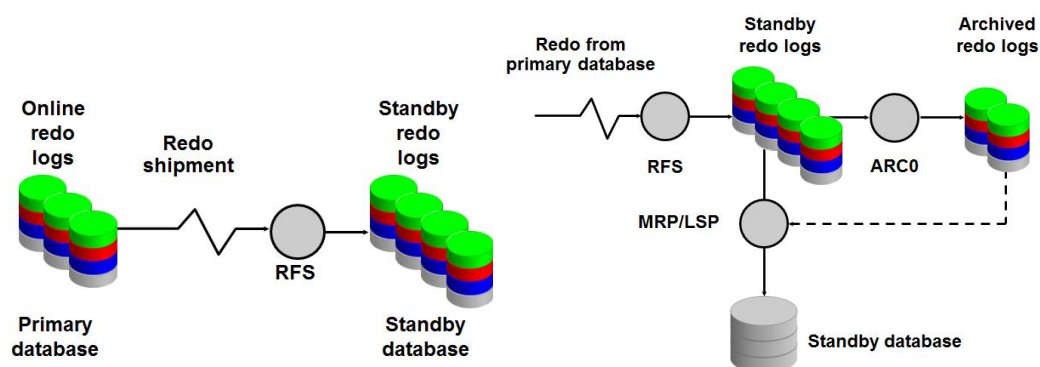 Online
redo
logs
Redo
shipment
Standby
redo
logs
RFS
Primary
database
Standby
database
Redo from
primary database
Standby
redo logs
Archived
redo logs
RFS
ARC0
MRP/LSP
Standby database